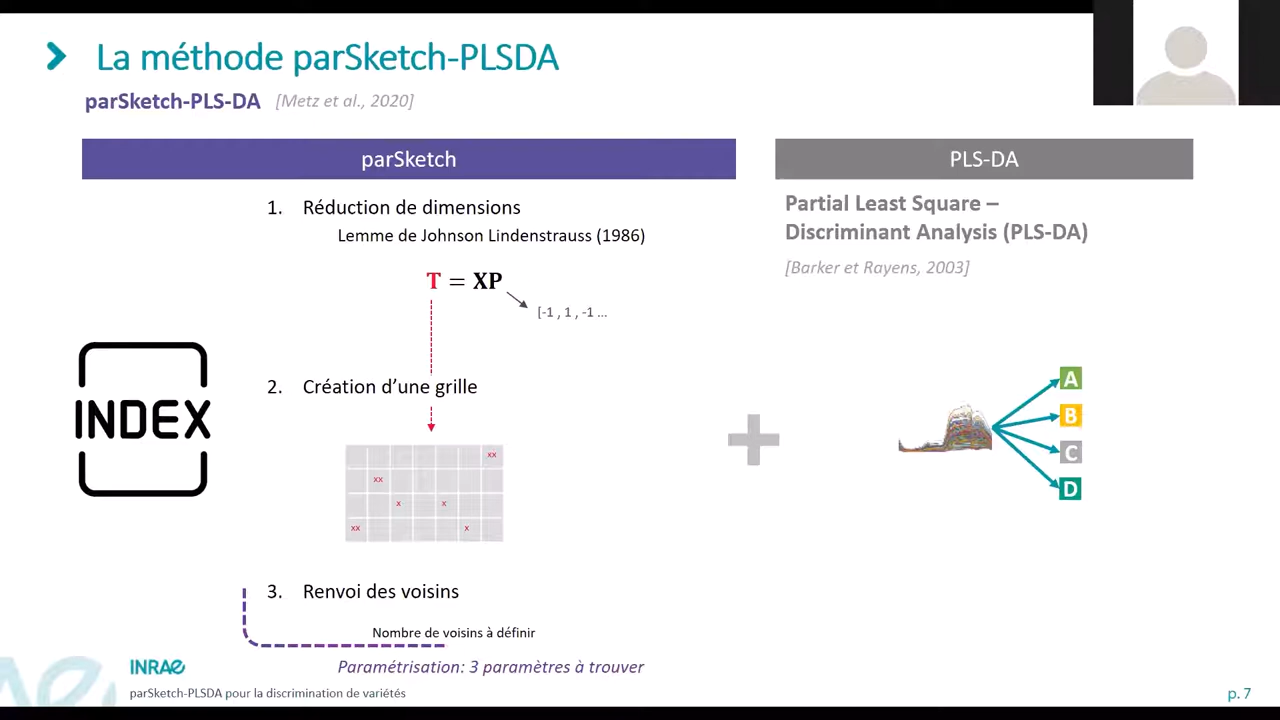 La méthode parSketch-PLSDA
parSketch-PLS-DA [Metz et al., 2020]
parSketch
1. Réduction de dimensions
Lemme de Johnson Lindenstrauss (1986)
T = XP
[-1 , 1 , -1 ...
INDEX
2. Création d'une grille
xx
xx
x x
xx x
3. Renvoi des voisins
Nombre de voisins à définir
Paramétrisation: 3 paramètres à trouver
PLS-DA
Partial Least Square –
Discriminant Analysis (PLS-DA)
[Barker et Rayens, 2003]
A
B
C
D
INRAE
parSketch-PLSDA pour la discrimination de variétés
p. 7